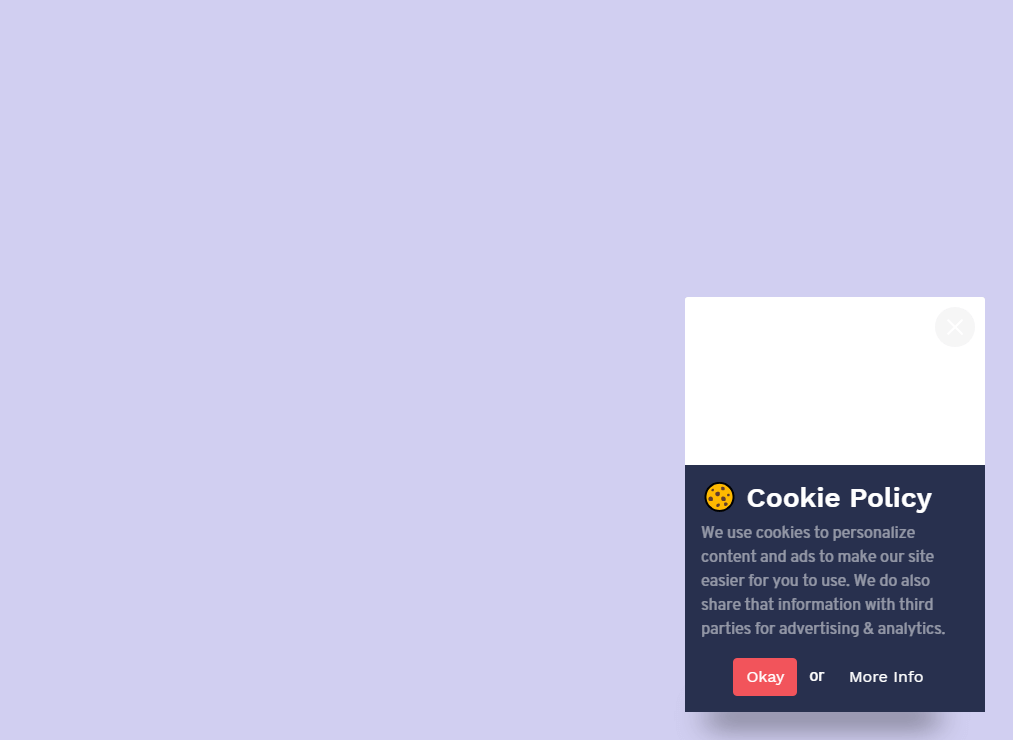 Cookie Policy
We use cookies to personalize
content and ads to make our site
easier for you to use. We do also
share that information with third
parties for advertising & analytics.
Okay or More Info